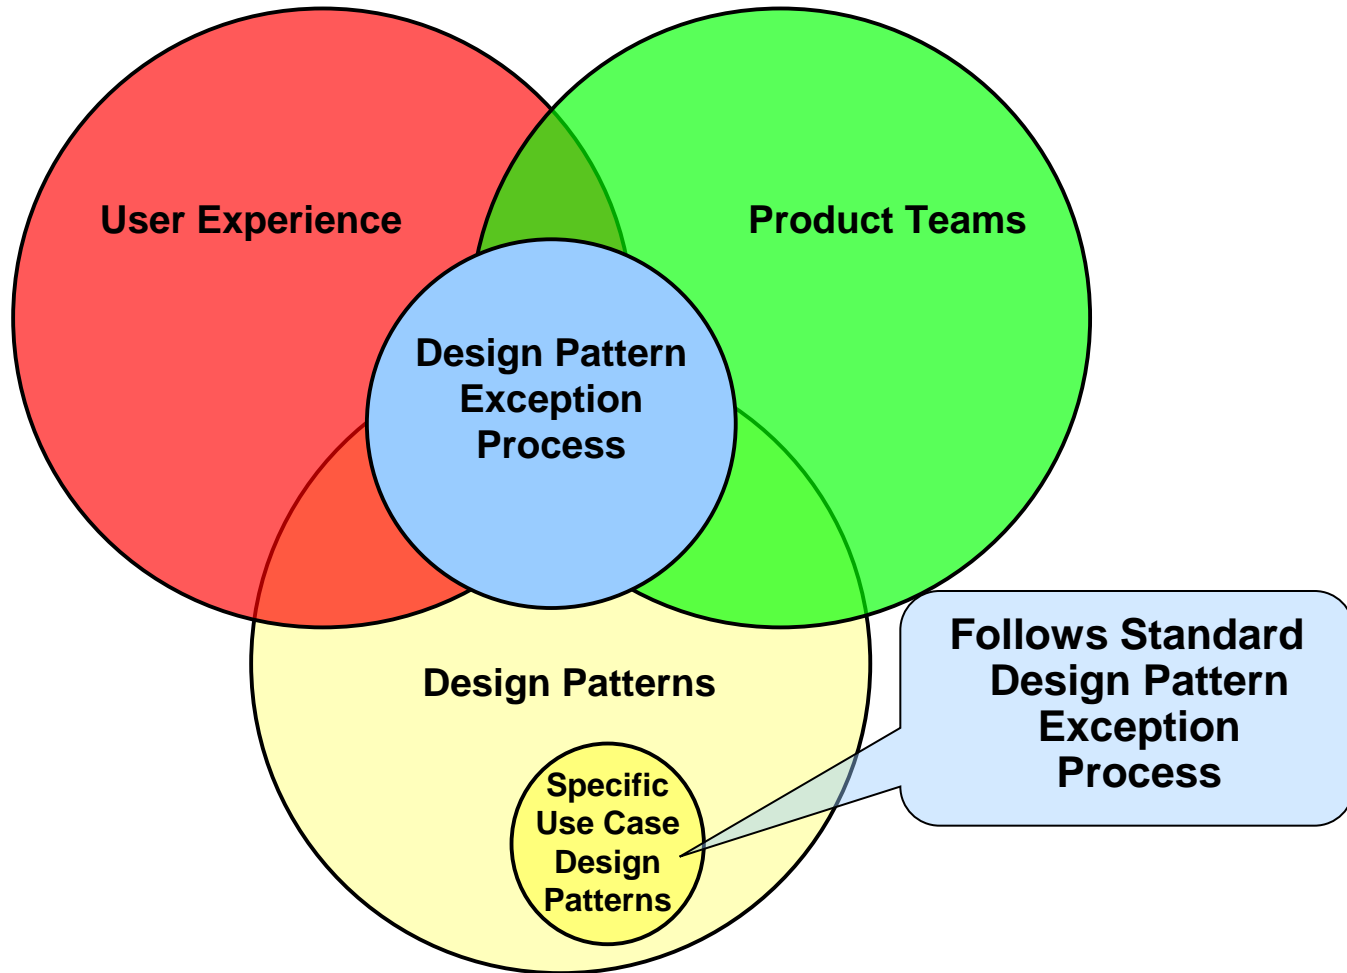 User Experience
Product Teams
Design Pattern
Exception
Process
Design Patterns
Specific
Use Case
Design
Patterns
Follows Standard
Design Pattern
Exception
Process